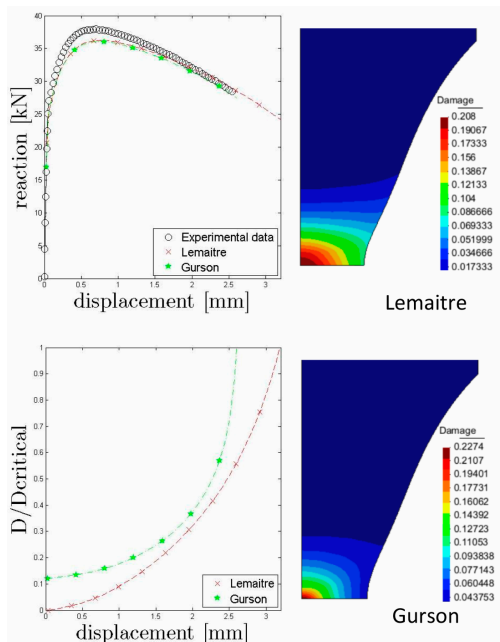 40
35
30
25
20
15
10
5
0
reaction [kN]
Experimental data
Lemaitre
Gurson
0 0.5 1 1.5 2 2.5 3
displacement [mm]
Damage
0.208
0.19067
0.17333
0.156
0.13867
0.12133
0.104
0.086666
0.069333
0.051999
0.034666
0.017333
Lemaitre
1
0.9
0.8
0.7
0.6
0.5
0.4
0.3
0.2
0.1
0
D/Dcritical
Lemaitre
Gurson
0 0.5 1 1.5 2 2.5 3
displacement [mm]
Damage
0.2274
0.2107
0.19401
0.17731
0.16062
0.14392
0.12723
0.11053
0.093838
0.077143
0.060448
0.043753
Gurson